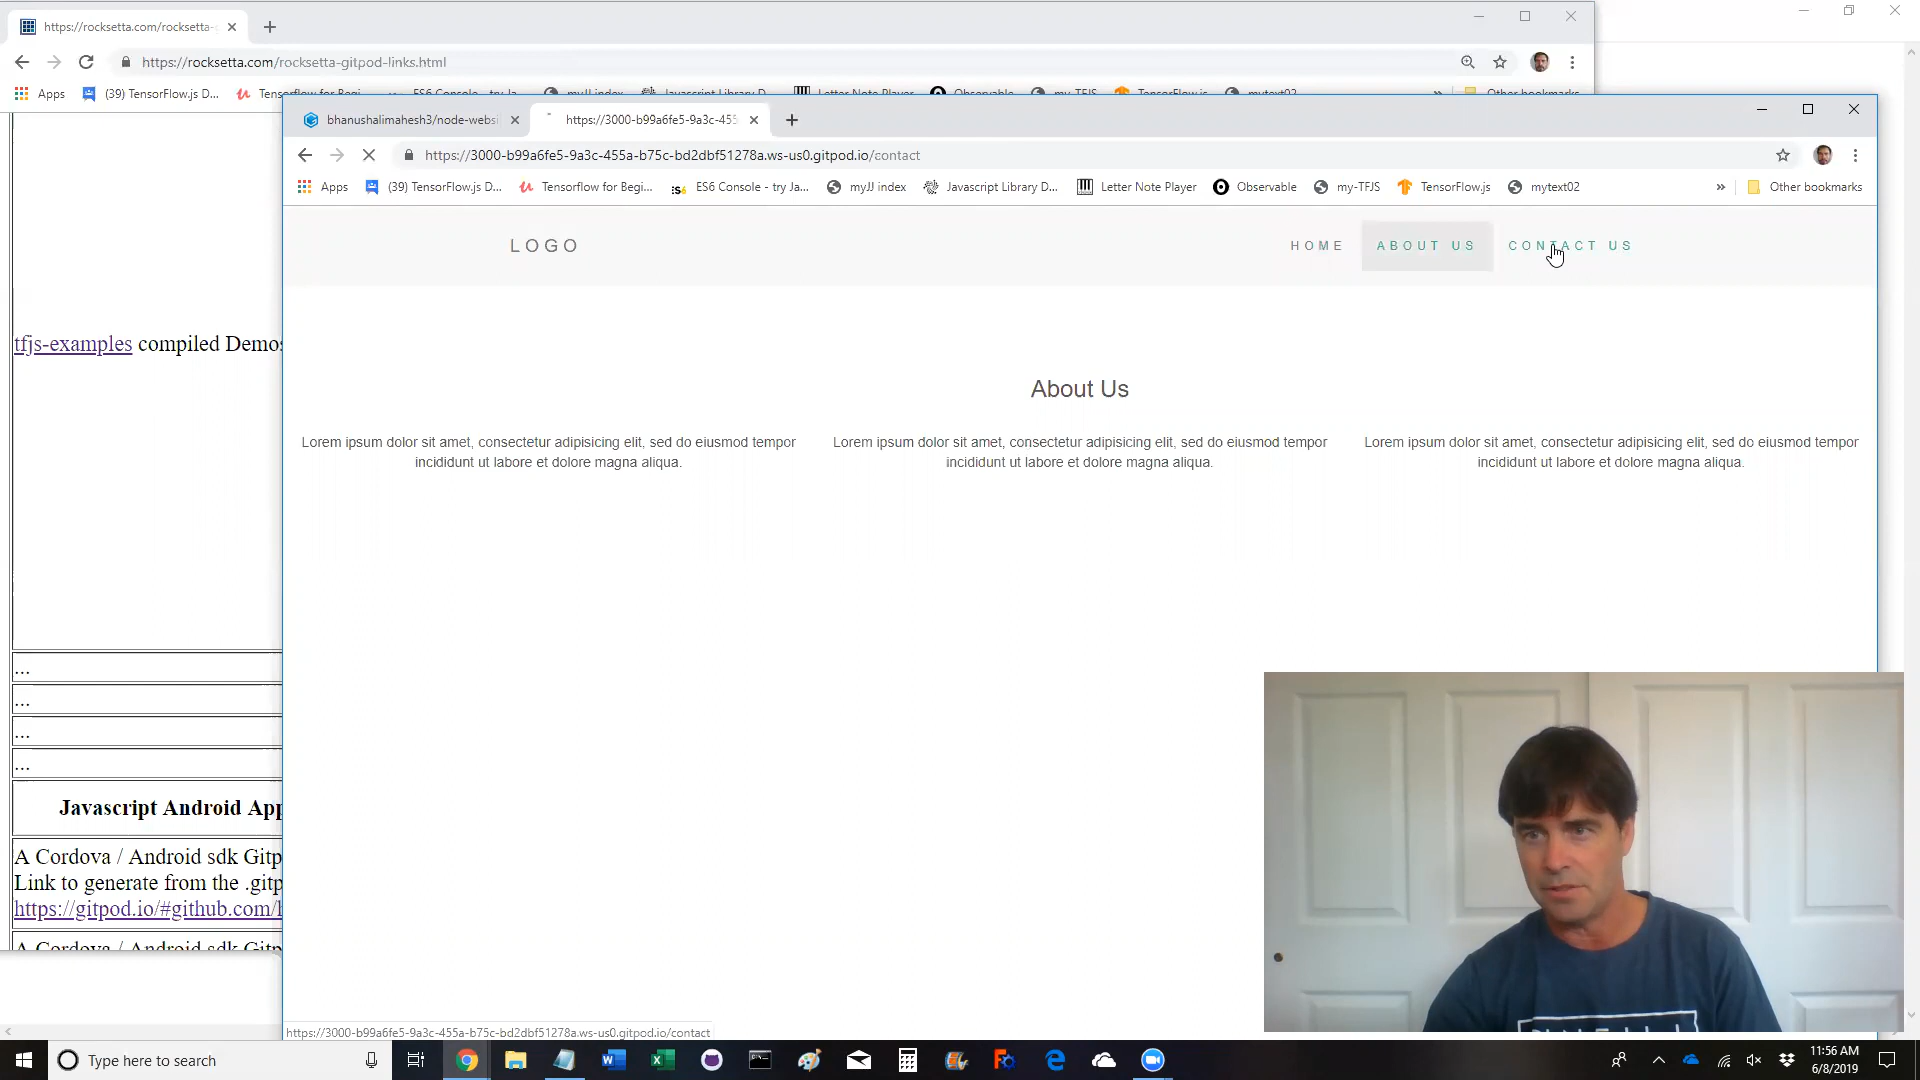 https://rocksetta.com/rocksetta-
https://rocksetta.com/rocksetta-gitpod-links.html
Apps
(39) TensorFlow.js D...
Other bookmarks
bhanushalimahesh3/node-websi
https://3000-b99a6fe5-9a3c-455
https://3000-b99a6fe5-9a3c-455a-b75c-bd2dbf51278a.ws-us0.gitpod.io/contact
Apps
(39) TensorFlow.js D...
Tensorflow for Begi...
ES6 Console - try Ja...
myJJ index
Javascript Library D...
Letter Note Player
Observable
my-TFJS
TensorFlow.js
mytext02
»
Other bookmarks
LOGO
HOME
ABOUT US
CONTACT US
About Us
Lorem ipsum dolor sit amet, consectetur adipisicing elit, sed do eiusmod tempor
incididunt ut labore et dolore magna aliqua.
Lorem ipsum dolor sit amet, consectetur adipisicing elit, sed do eiusmod tempor
incididunt ut labore et dolore magna aliqua.
Lorem ipsum dolor sit amet, consectetur adipisicing elit, sed do eiusmod tempor
incididunt ut labore et dolore magna aliqua.
tfjs-examples compiled Demos
...
...
...
...
Javascript Android App
A Cordova / Android sdk Gitp
Link to generate from the .gitp
https://gitpod.io/#github.com/h
A Cordova / Android sdk Gitp
https://3000-b99a6fe5-9a3c-455a-b75c-bd2dbf51278a.ws-us0.gitpod.io/contact
Type here to search
11:56 AM
6/8/2019